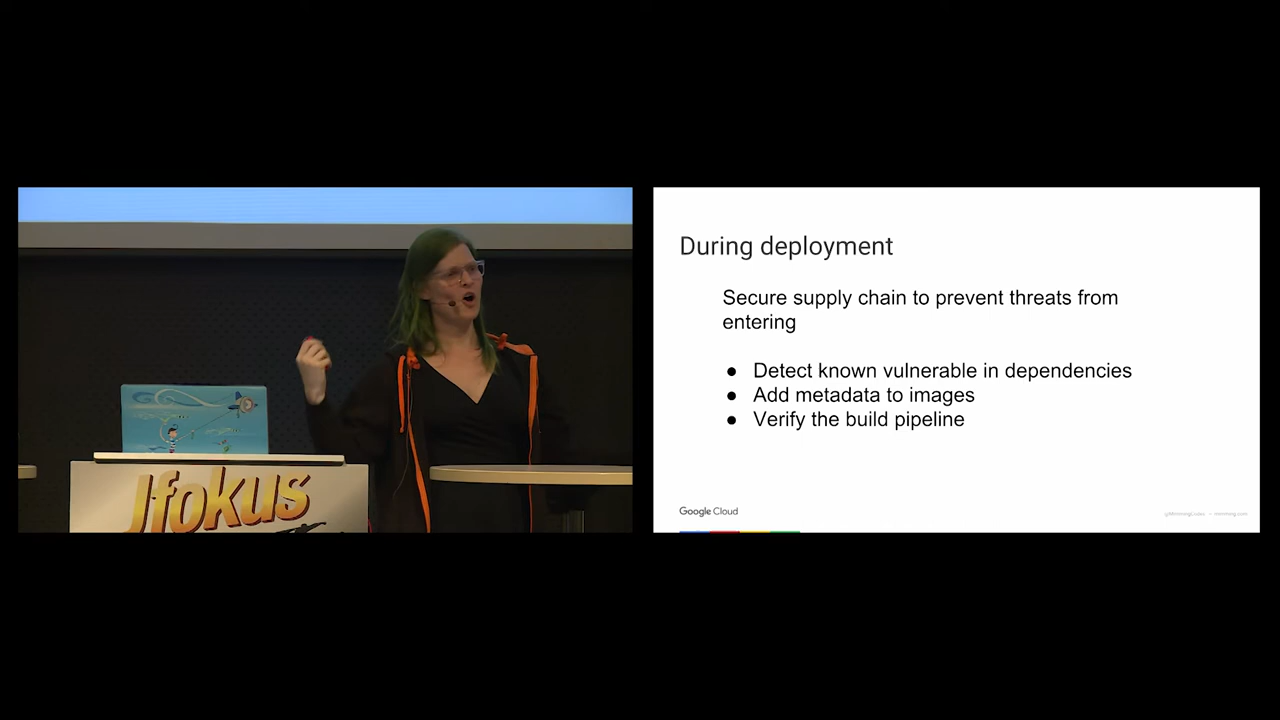 Jfokus
During deployment
Secure supply chain to prevent threats from
entering
● Detect known vulnerable in dependencies
● Add metadata to images
● Verify the build pipeline
Google Cloud